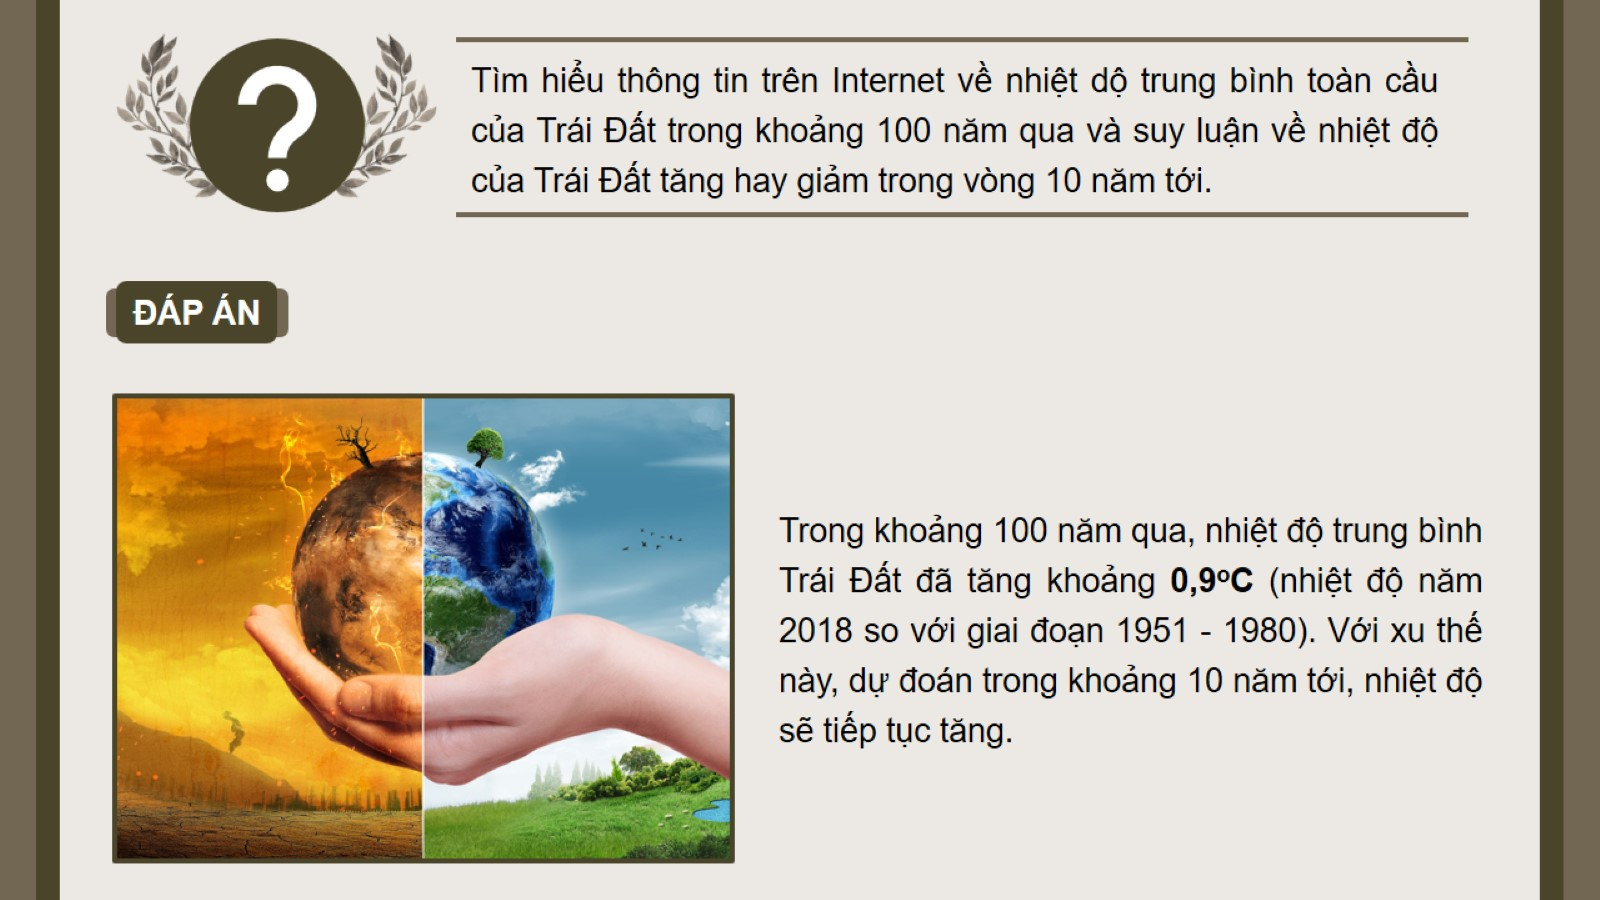 ?
Tìm hiểu thông tin trên Internet về nhiệt dộ trung bình toàn cầu
của Trái Đất trong khoảng 100 năm qua và suy luận về nhiệt độ
của Trái Đất tăng hay giảm trong vòng 10 năm tới.
ĐÁP ÁN
Trong khoảng 100 năm qua, nhiệt độ trung bình
Trái Đất đã tăng khoảng 0,9ºC (nhiệt độ năm
2018 so với giai đoạn 1951 - 1980). Với xu thế
này, dự đoán trong khoảng 10 năm tới, nhiệt độ
sẽ tiếp tục tăng.